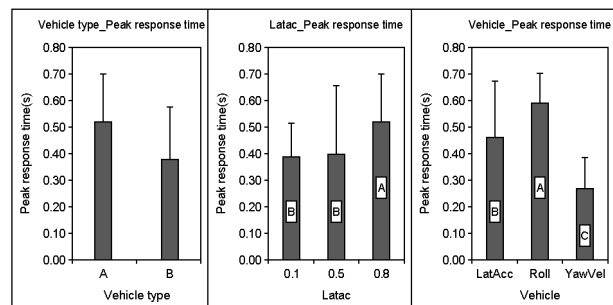 Vehicle type_Peak response time
Peak response time(s)
0.80
0.70
0.60
0.50
0.40
0.30
0.20
0.10
0.00
A
B
Vehicle type
Latac_Peak response time
Peak response time(s)
0.80
0.70
0.60
0.50
0.40
0.30
0.20
0.10
0.00
B
B
A
0.1
0.5
0.8
Latac
Vehicle_Peak response time
Peak response time(s)
0.80
0.70
0.60
0.50
0.40
0.30
0.20
0.10
0.00
B
A
C
LatAcc
Roll
YawVel
Vehicle